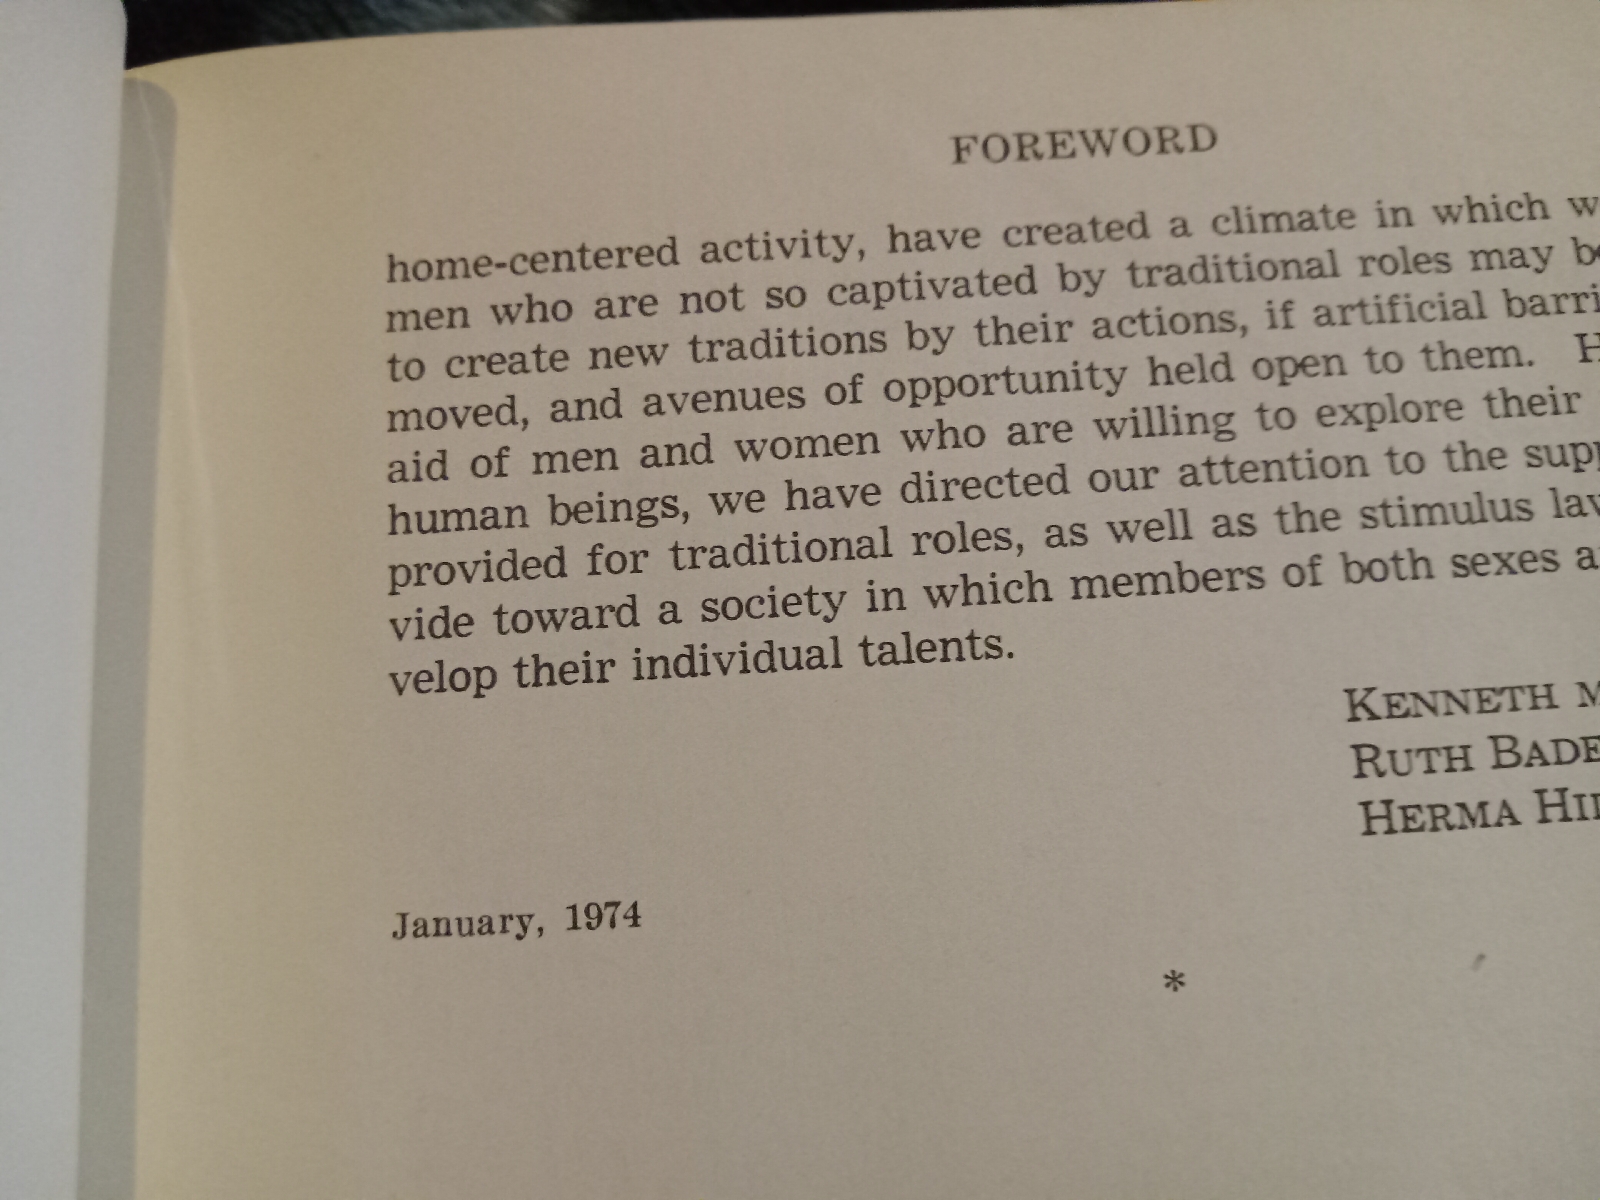 FOREWORD
home-centered activity, have created a climate in which
men who are not so captivated by traditional roles may
to create new traditions by their actions, if artificial
moved, and avenues of opportunity held open to them.
aid of men and women who are willing to explore their
human beings, we have directed our attention to the
provided for traditional roles, as well as the stimulus
vide toward a society in which members of both sexes
velop their individual talents.
KENNETH
RUTH
HERMA
January, 1974
*